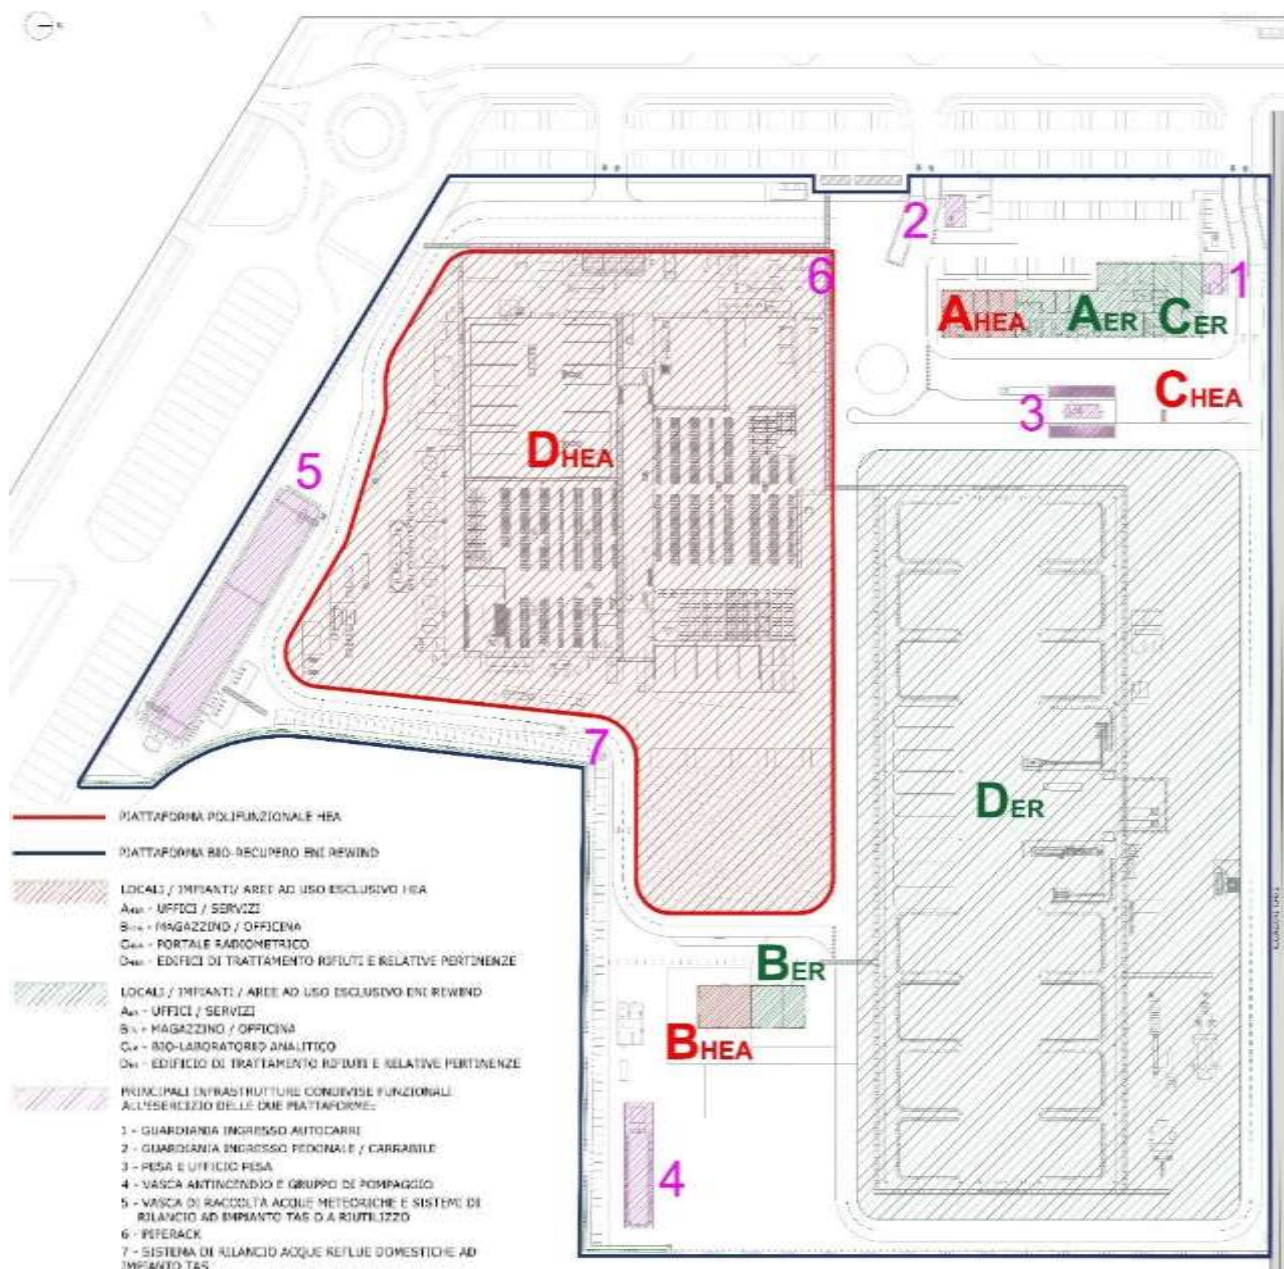 2
6
1
AHEA
AER
CER
CHEA
3
DHEA
5
7
DER
BER
BHEA
4
PIATTAFORMA POLIFUNZIONALE HEA
PIATTAFORMA BIO-RECUPERO ENI REWIND
LOCALI / IMPIANTI/ AREE AD USO ESCLUSIVO HEA
AHEA - UFFICI / SERVIZI
BHEA - MAGAZZINO / OFFICINA
CHEA - PORTALE RADIOMETRICO
DHEA - EDIFICI DI TRATTAMENTO RIFIUTI E RELATIVE PERTINENZE
LOCALI / IMPIANTI / AREE AD USO ESCLUSIVO ENI REWIND
AER - UFFICI / SERVIZI
BER - MAGAZZINO / OFFICINA
CER - BIO-LABORATORIO ANALITICO
DER - EDIFICIO DI TRATTAMENTO RIFIUTI E RELATIVE PERTINENZE
PRINCIPALI INFRASTRUTTURE CONDIVISE FUNZIONALI
ALL'ESERCIZIO DELLE DUE PIATTAFORME:
1 - GUARDIANIA INGRESSO AUTOCARRI
2 - GUARDIANIA INGRESSO PEDONALE / CARRABILE
3 - PESA E UFFICIO PESA
4 - VASCA ANTINCENDIO E GRUPPO DI POMPAGGIO
5 - VASCA DI RACCOLTA ACQUE METEORICHE E SISTEMI DI
RILANCIO AD IMPIANTO TAS O A RIUTILIZZO
6 - PIPERACK
7 - SISTEMA DI RILANCIO ACQUE REFLUE DOMESTICHE AD
IMPIANTO TAS